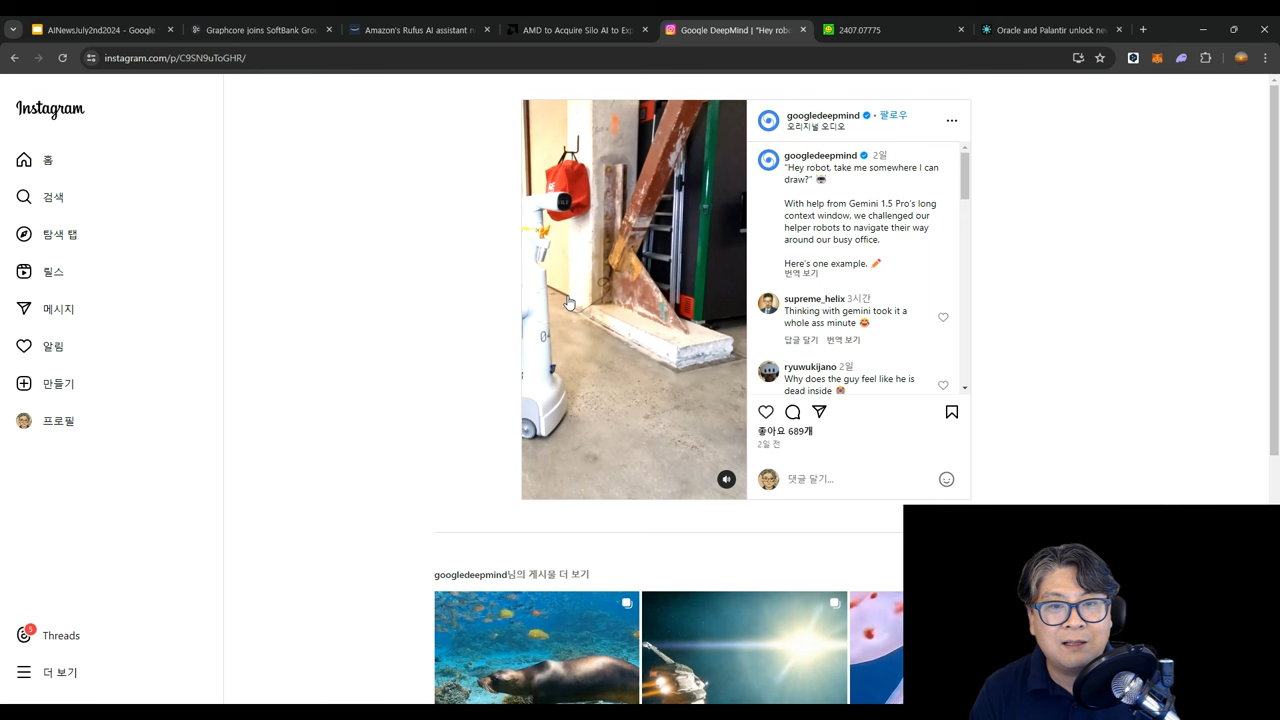 AINewsJuly2nd2024 - Google
Graphcore joins SoftBank Grou
Amazon's Rufus AI assistant n
AMD to Acquire Silo AI to Exp
Google DeepMind | "Hey robo
2407.07775
Oracle and Palantir unlock ne
instagram.com/p/C9SN9uToGHR/
Instagram
홈
검색
탐색 탭
릴스
메시지
알림
만들기
프로필
5
Threads
더 보기
googledeepmind • 팔로우
오리지널 오디오
googledeepmind 2일
"Hey robot, take me somewhere I can
draw?"
With help from Gemini 1.5 Pro's long
context window, we challenged our
helper robots to navigate their way
around our busy office.
Here's one example.
번역 보기
supreme_helix 3시간
Thinking with gemini took it a
whole ass minute
답글 달기 번역 보기
ryuwukijano 2일
Why does the guy feel like he is
dead inside
좋아요 689개
2일 전
댓글 달기...
googledeepmind님의 게시물 더 보기